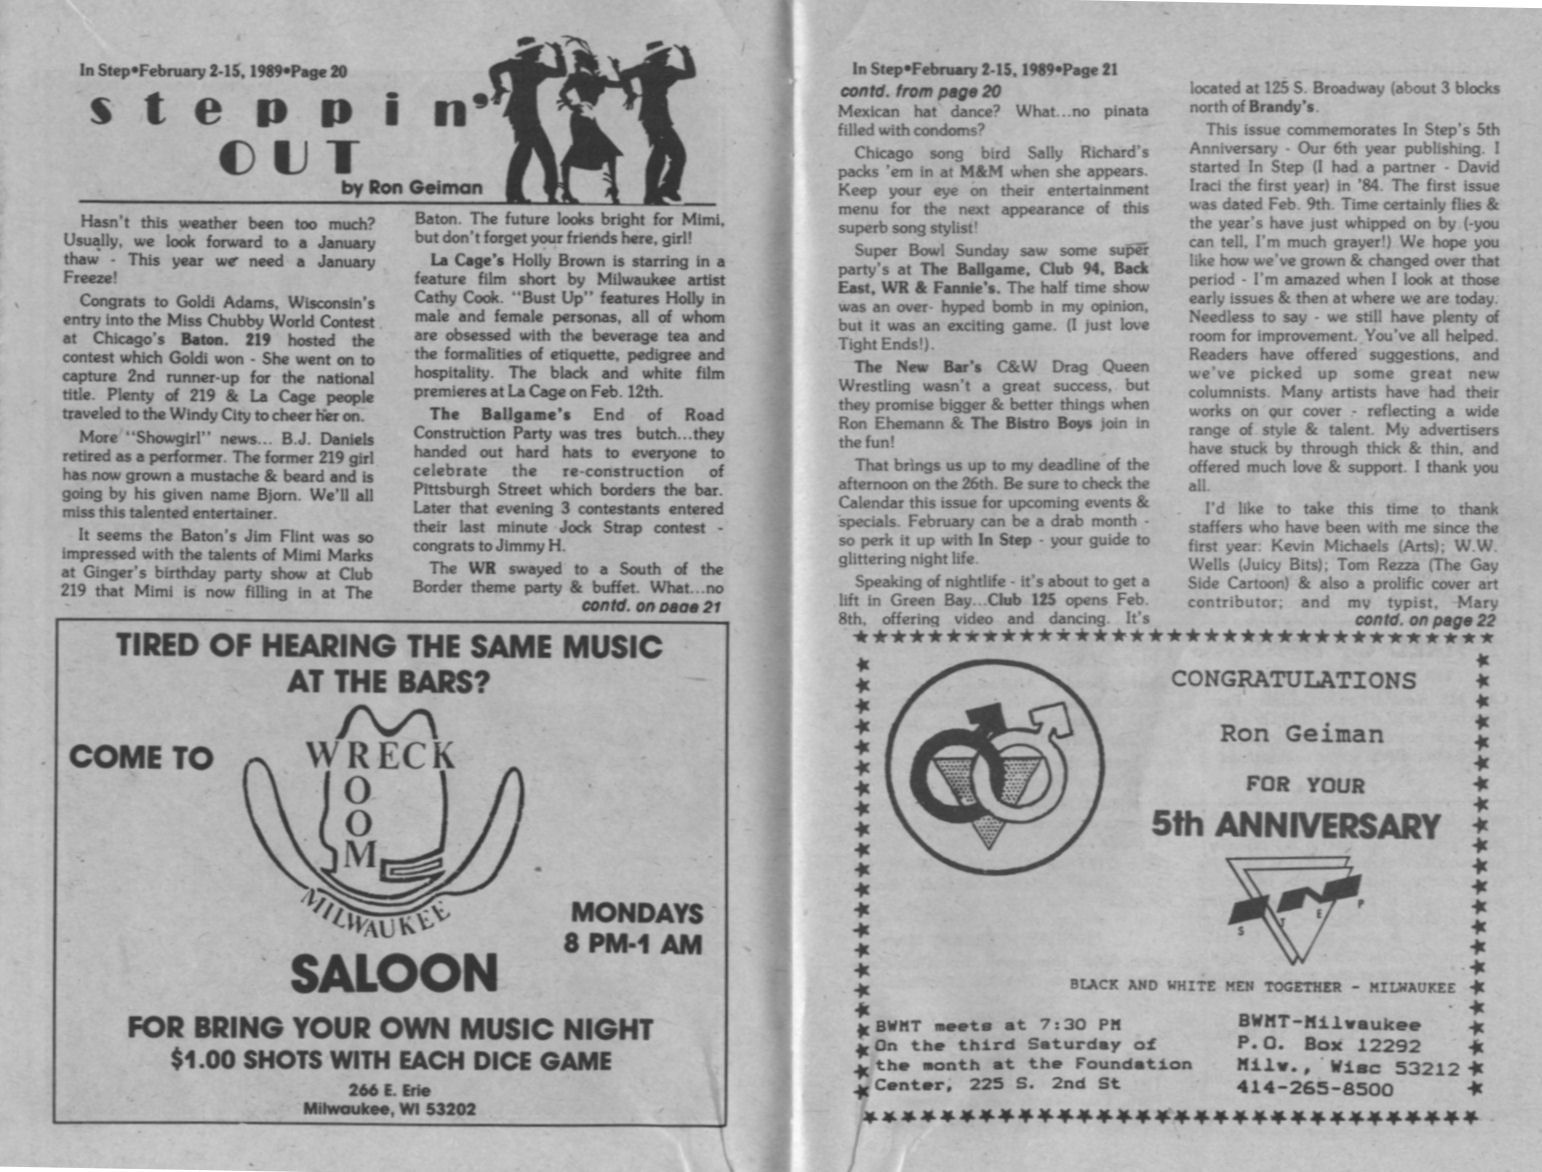 In Step•February 2-15, 1989•Page 20
steppin'
OUT
by Ron Geiman
Hasn't this weather been too much?
Usually, we look forward to a January
thaw - This year we need a January
Freeze!
Congrats to Goldi Adams, Wisconsin's
entry into the Miss Chubby World Contest
at Chicago's Baton. 219 hosted the
contest which Goldi won - She went on to
capture 2nd runner-up for the national
title. Plenty of 219 & La Cage people
traveled to the Windy City to cheer her on.
More "Showgirl" news... B.J. Daniels
retired as a performer. The former 219 girl
has now grown a mustache & beard and is
going by his given name Bjorn. We'll all
miss this talented entertainer.
It seems the Baton's Jim Flint was so
impressed with the talents of Mimi Marks
at Ginger's birthday party show at Club
219 that Mimi is now filling in at The
Baton. The future looks bright for Mimi,
but don't forget your friends here, girl!
La Cage's Holly Brown is starring in a
feature film short by Milwaukee artist
Cathy Cook. "Bust Up" features Holly in
male and female personas, all of whom
are obsessed with the beverage tea and
the formalities of etiquette, pedigree and
hospitality. The black and white film
premieres at La Cage on Feb. 12th.
The Ballgame's End of Road
Construction Party was tres butch...they
handed out hard hats to everyone to
celebrate the re-construction of
Pittsburgh Street which borders the bar.
Later that evening 3 contestants entered
their last minute Jock Strap contest -
congrats to Jimmy H.
The WR swayed to a South of the
Border theme party & buffet. What...no
contd. on page 21
TIRED OF HEARING THE SAME MUSIC
AT THE BARS?
COME TO
WRECK
ROOM
MILWAUKEE
MONDAYS
8 PM-1 AM
SALOON
FOR BRING YOUR OWN MUSIC NIGHT
$1.00 SHOTS WITH EACH DICE GAME
266 E. Erie
Milwaukee, WI 53202
In Step•February 2-15, 1989•Page 21
contd. from page 20
Mexican hat dance? What...no pinata
filled with condoms?
Chicago song bird Sally Richard's
packs 'em in at M&M when she appears.
Keep your eye on their entertainment
menu for the next appearance of this
superb song stylist!
Super Bowl Sunday saw some super
party's at The Ballgame, Club 94, Back
East, WR & Fannie's. The half time show
was an over- hyped bomb in my opinion,
but it was an exciting game. (I just love
Tight Ends!).
The New Bar's C&W Drag Queen
Wrestling wasn't a great success, but
they promise bigger & better things when
Ron Ehemann & The Bistro Boys join in
the fun!
That brings us up to my deadline of the
afternoon on the 26th. Be sure to check the
Calendar this issue for upcoming events &
specials. February can be a drab month -
so perk it up with In Step - your guide to
glittering night life.
Speaking of nightlife - it's about to get a
lift in Green Bay...Club 125 opens Feb.
8th, offering video and dancing. It's
located at 125 S. Broadway (about 3 blocks
north of Brandy's.
This issue commemorates In Step's 5th
Anniversary - Our 6th year publishing. I
started In Step (I had a partner - David
Iraci the first year) in '84. The first issue
was dated Feb. 9th. Time certainly flies &
the year's have just whipped on by (-you
can tell, I'm much grayer!) We hope you
like how we've grown & changed over that
period - I'm amazed when I look at those
early issues & then at where we are today.
Needless to say - we still have plenty of
room for improvement. You've all helped.
Readers have offered suggestions, and
we've picked up some great new
columnists. Many artists have had their
works on our cover - reflecting a wide
range of style & talent. My advertisers
have stuck by through thick & thin, and
offered much love & support. I thank you
all.
I'd like to take this time to thank
staffers who have been with me since the
first year: Kevin Michaels (Arts); W.W.
Wells (Juicy Bits); Tom Rezza (The Gay
Side Cartoon) & also a prolific cover art
contributor; and my typist, Mary
contd. on page 22
CONGRATULATIONS
Ron Geiman
FOR YOUR
5th ANNIVERSARY
IN
STEP
BLACK AND WHITE MEN TOGETHER - MILWAUKEE
BWMT meets at 7:30 PM
On the third Saturday of
the month at the Foundation
Center, 225 S. 2nd St
BWMT-Milwaukee
P.O. Box 12292
Milw., Wisc 53212
414-265-8500